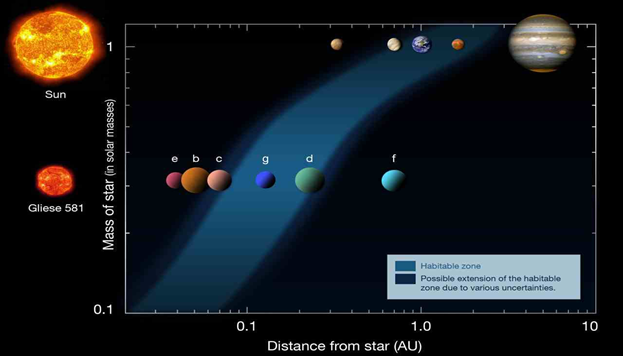 1
Sun
Mass of star (in solar masses)
e b c g d f
Gliese 581
Habitable zone
Possible extension of the habitable
zone due to various uncertainties.
0.1
0.1 1.0 10
Distance from star (AU)